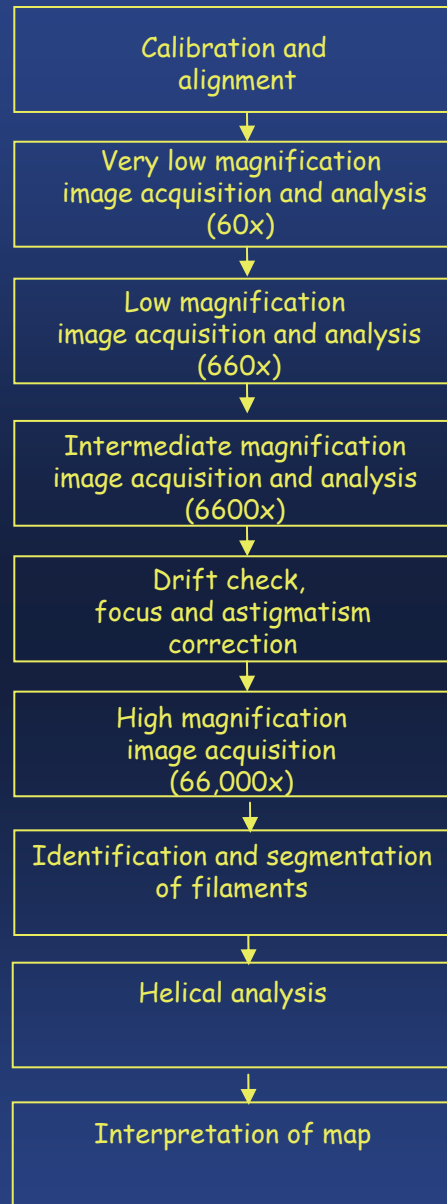 Calibration and
alignment
Very low magnification
image acquisition and analysis
(60x)
Low magnification
image acquisition and analysis
(660x)
Intermediate magnification
image acquisition and analysis
(6600x)
Drift check,
focus and astigmatism
correction
High magnification
image acquisition
(66,000x)
Identification and segmentation
of filaments
Helical analysis
Interpretation of map